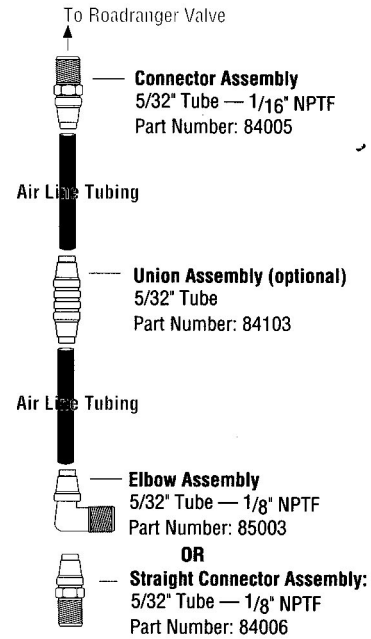 To Roadranger Valve
Connector Assembly
5/32" Tube — 1/16" NPTF
Part Number: 84005
Air Line Tubing
Union Assembly (optional)
5/32" Tube
Part Number: 84103
Air Line Tubing
Elbow Assembly
5/32" Tube — 1/8" NPTF
Part Number: 85003
OR
Straight Connector Assembly:
5/32" Tube — 1/8" NPTF
Part Number: 84006